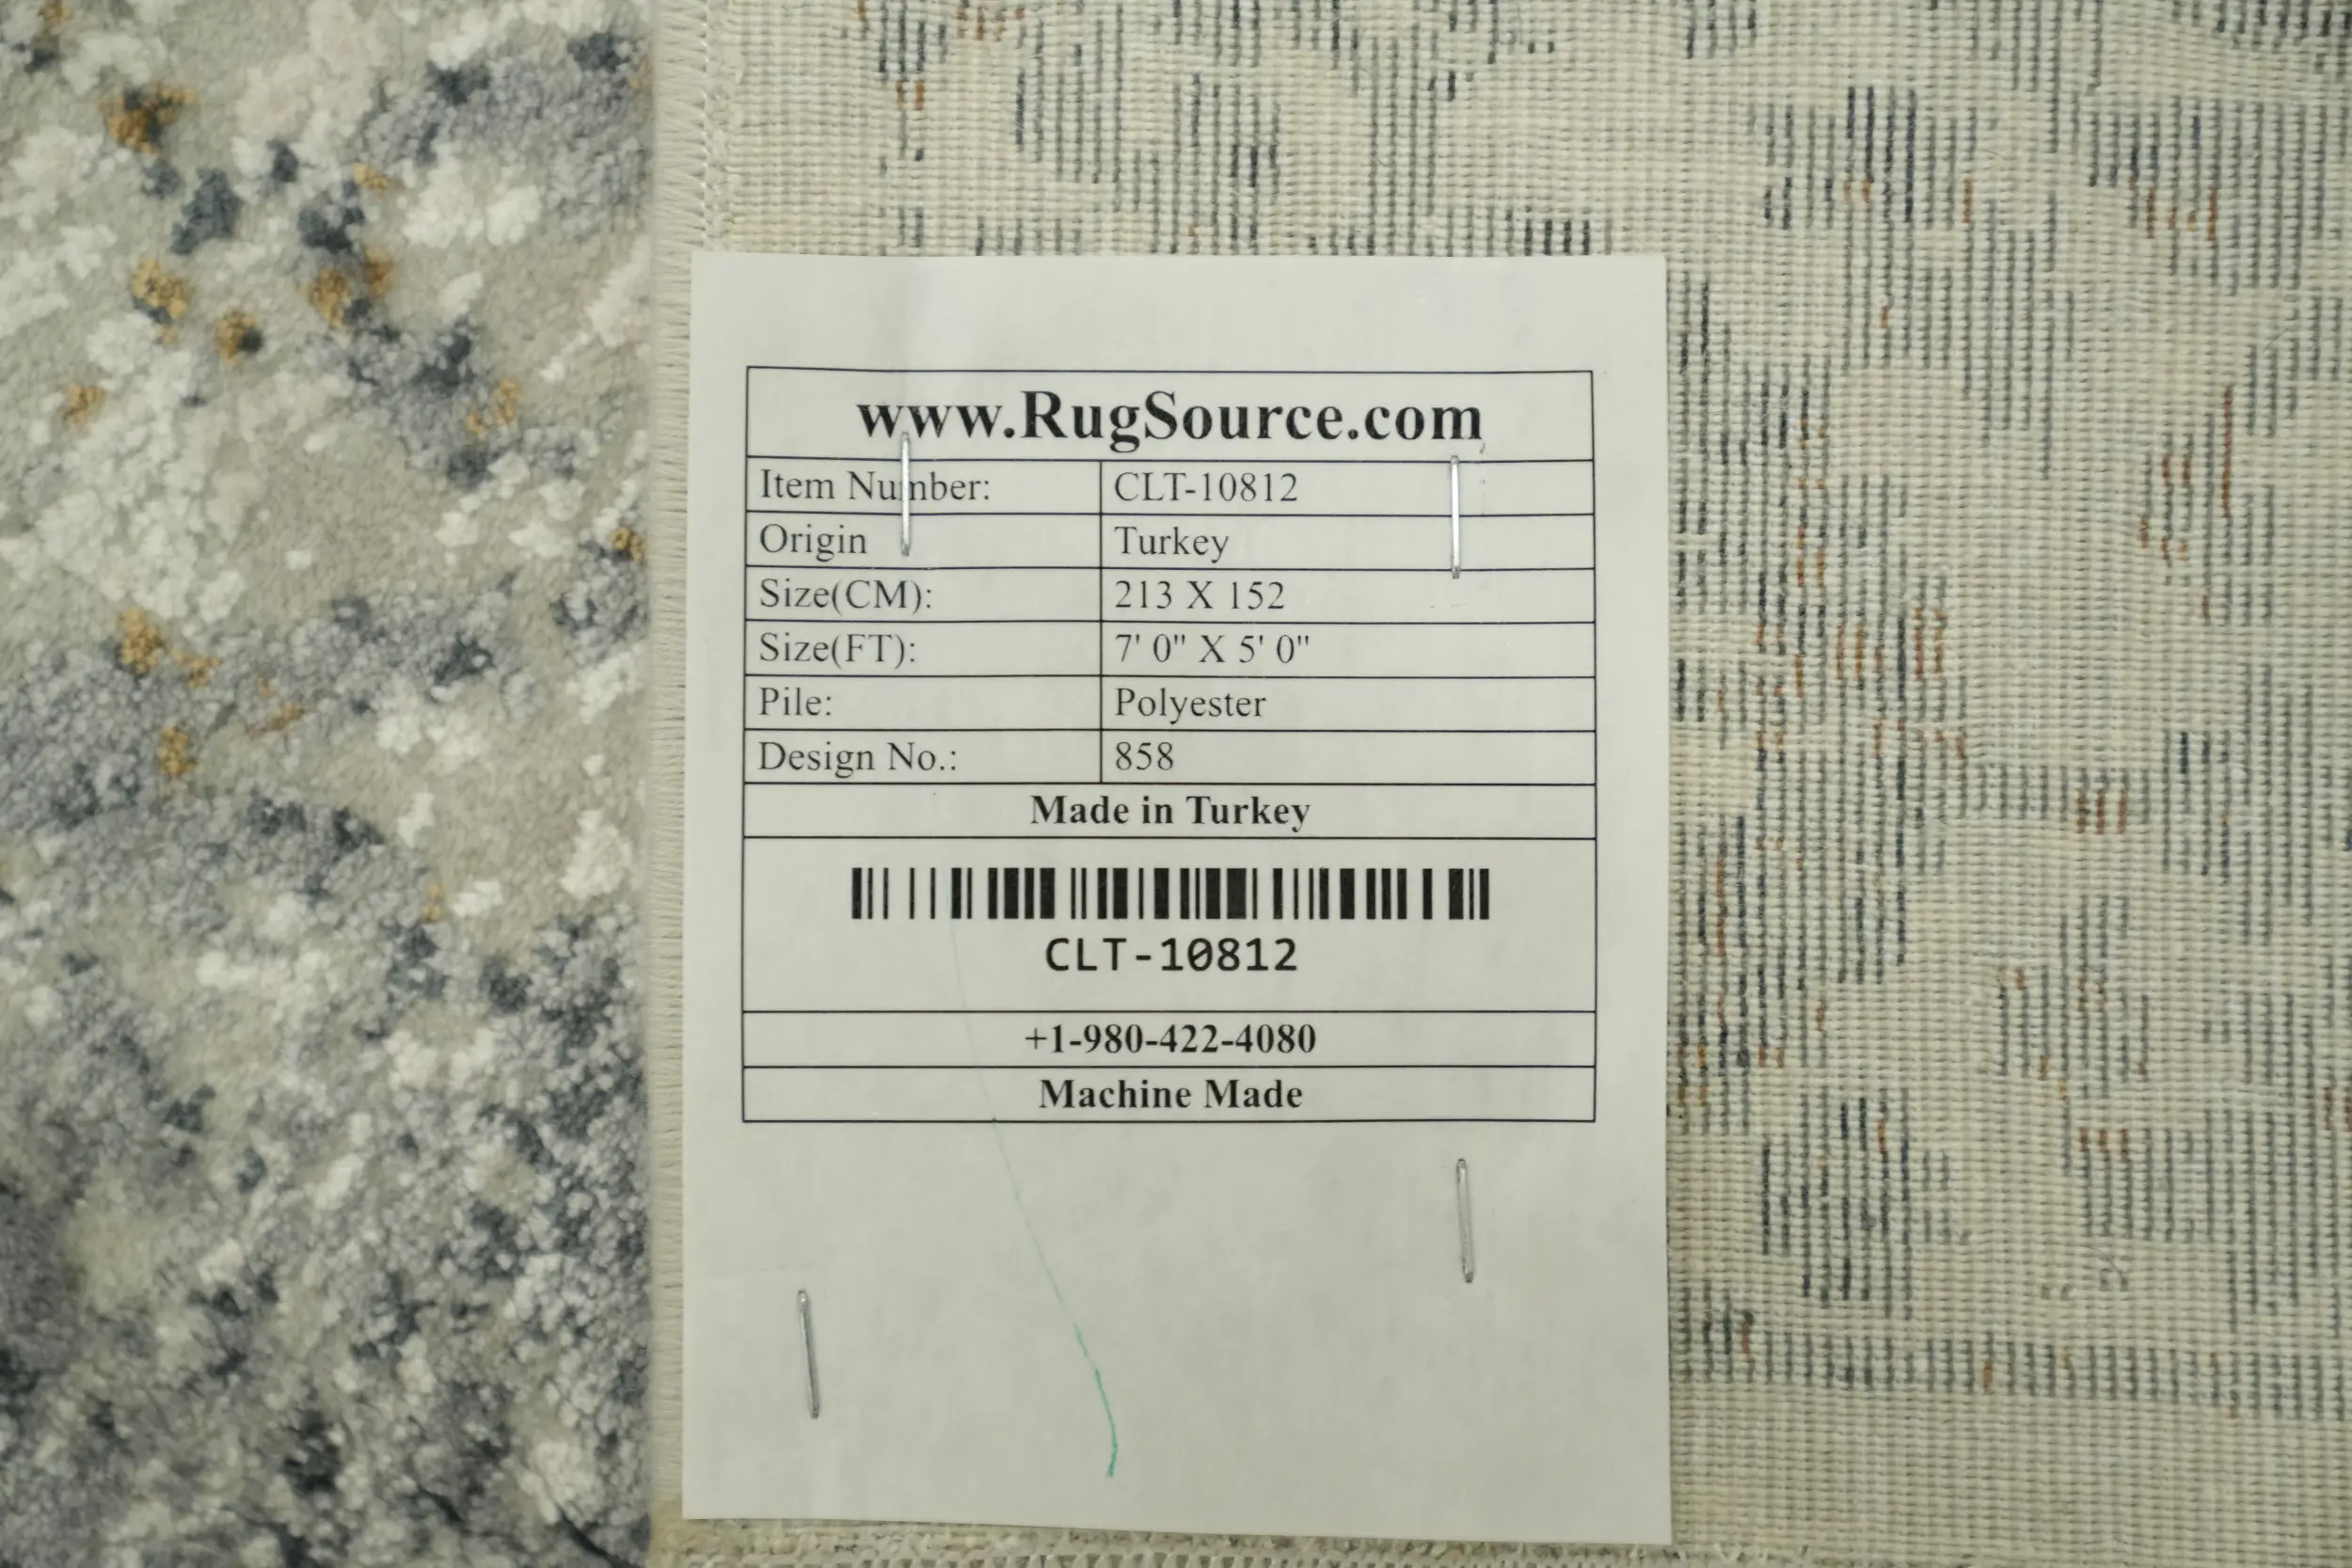 www.RugSource.com
Item Number: CLT-10812
Origin Turkey
Size(CM): 213 X 152
Size(FT): 7' 0" X 5' 0"
Pile: Polyester
Design No.: 858
Made in Turkey
CLT-10812
+1-980-422-4080
Machine Made